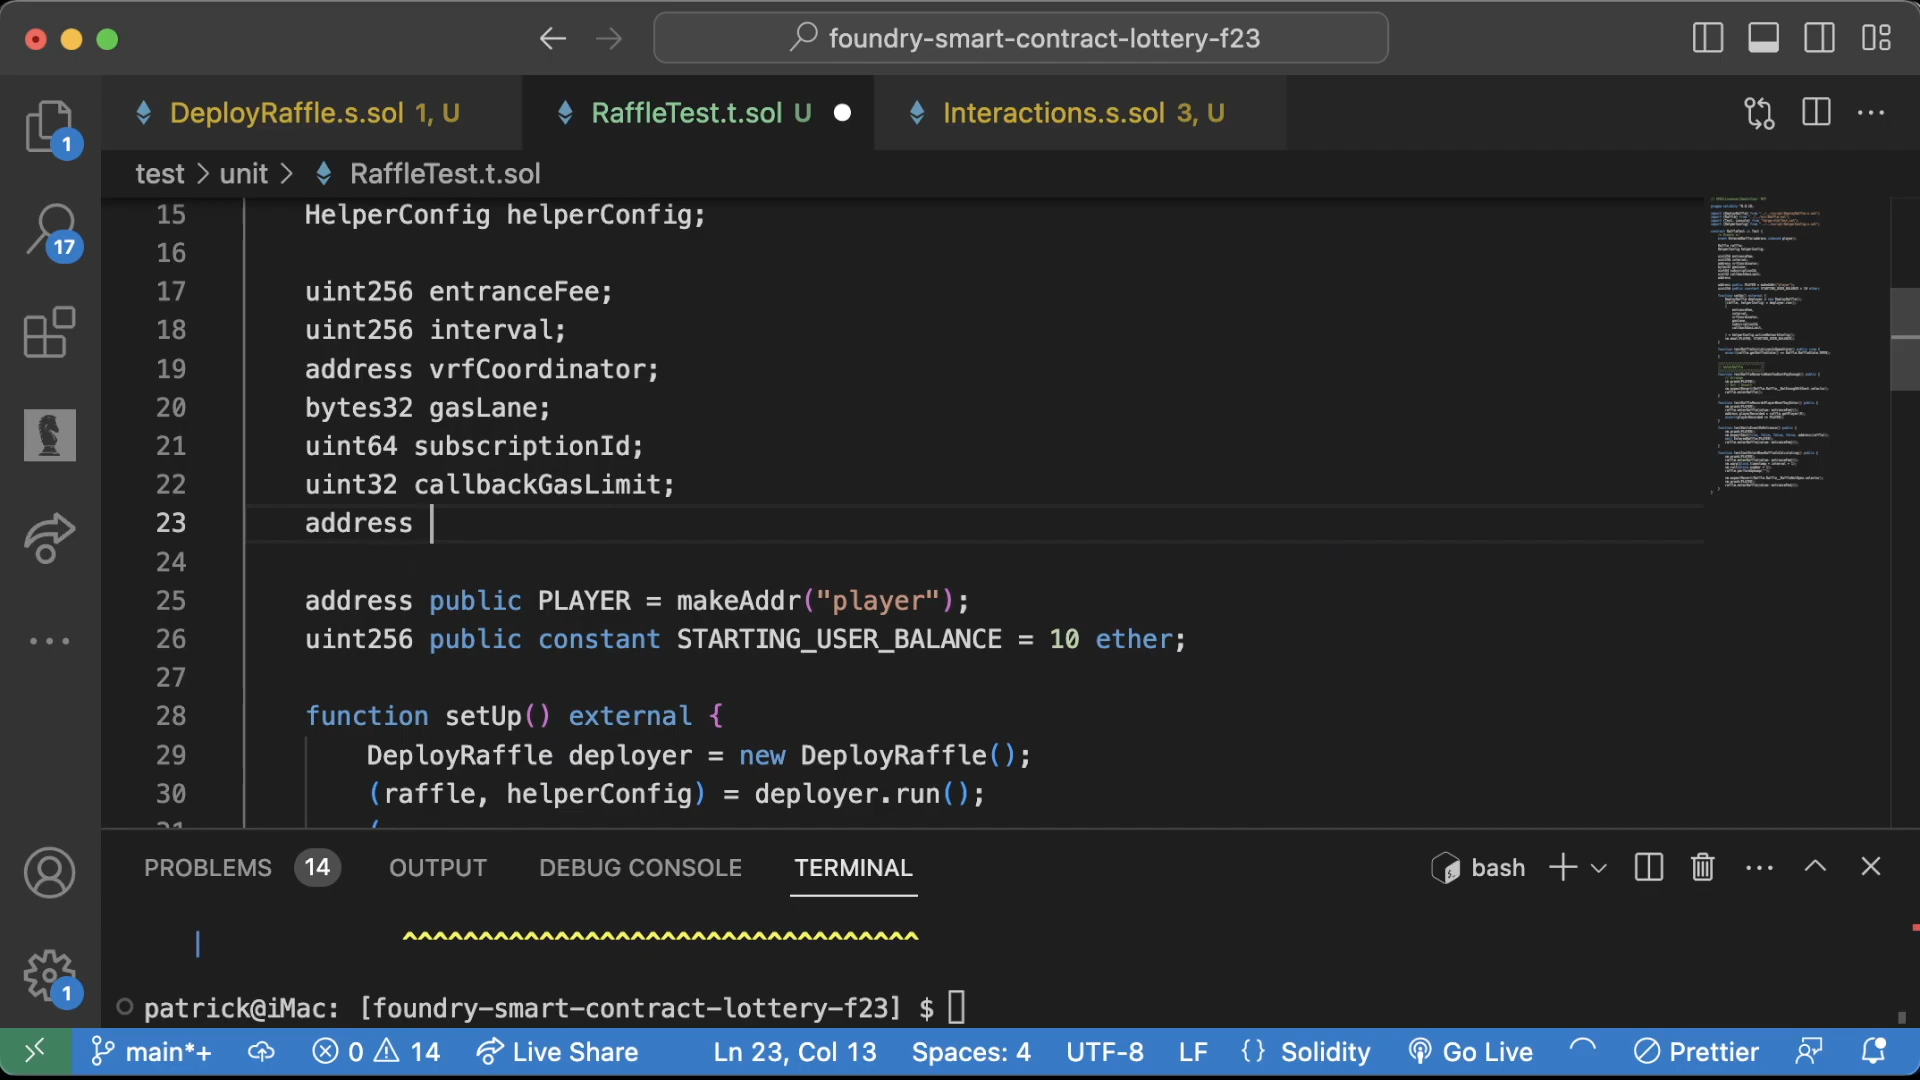 foundry-smart-contract-lottery-f23
DeployRaffle.s.sol 1, U
RaffleTest.t.sol U
Interactions.s.sol 3, U
test > unit > RaffleTest.t.sol
1
17
1
15 HelperConfig helperConfig;
16
17 uint256 entranceFee;
18 uint256 interval;
19 address vrfCoordinator;
20 bytes32 gasLane;
21 uint64 subscriptionId;
22 uint32 callbackGasLimit;
23 address
24
25 address public PLAYER = makeAddr("player");
26 uint256 public constant STARTING_USER_BALANCE = 10 ether;
27
28 function setUp() external {
29 DeployRaffle deployer = new DeployRaffle();
30 (raffle, helperConfig) = deployer.run();
31 (
PROBLEMS 14 OUTPUT DEBUG CONSOLE TERMINAL bash
| ^^^^^^^^^^^^^^^^^^^^^^^^^^^^^^^^^^
patrick@iMac: [foundry-smart-contract-lottery-f23] $
main*+ 0 14 Live Share Ln 23, Col 13 Spaces: 4 UTF-8 LF {} Solidity Go Live Prettier